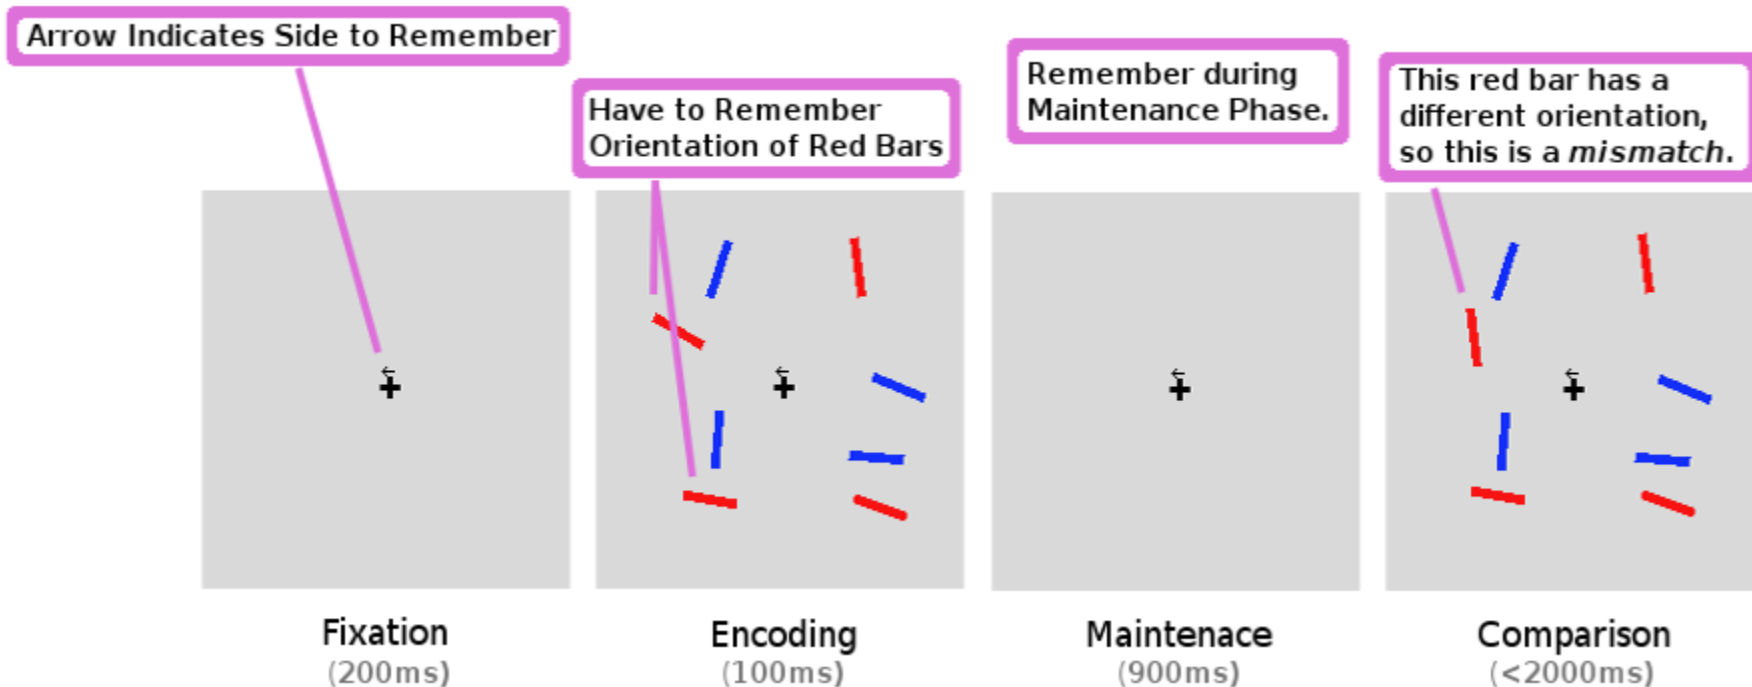 Arrow Indicates Side to Remember
Have to Remember
Orientation of Red Bars
Remember during
Maintenance Phase.
This red bar has a
different orientation,
so this is a mismatch.
Fixation
(200ms)
Encoding
(100ms)
Maintenace
(900ms)
Comparison
(<2000ms)